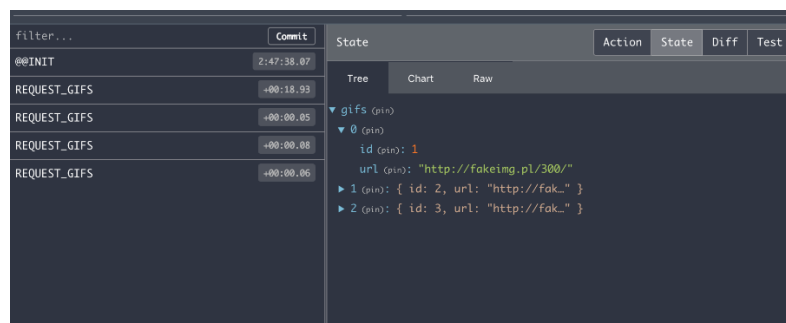 filter... Commit
@@INIT 2:47:38.07
REQUEST_GIFS +00:18.93
REQUEST_GIFS +00:00.05
REQUEST_GIFS +00:00.08
REQUEST_GIFS +00:00.06
State Action State Diff Test
Tree Chart Raw
▼ gifs (pin)
▼ 0 (pin)
id (pin): 1
url (pin): "http://fakeimg.pl/300/"
▶ 1 (pin): { id: 2, url: "http://fak…" }
▶ 2 (pin): { id: 3, url: "http://fak…" }